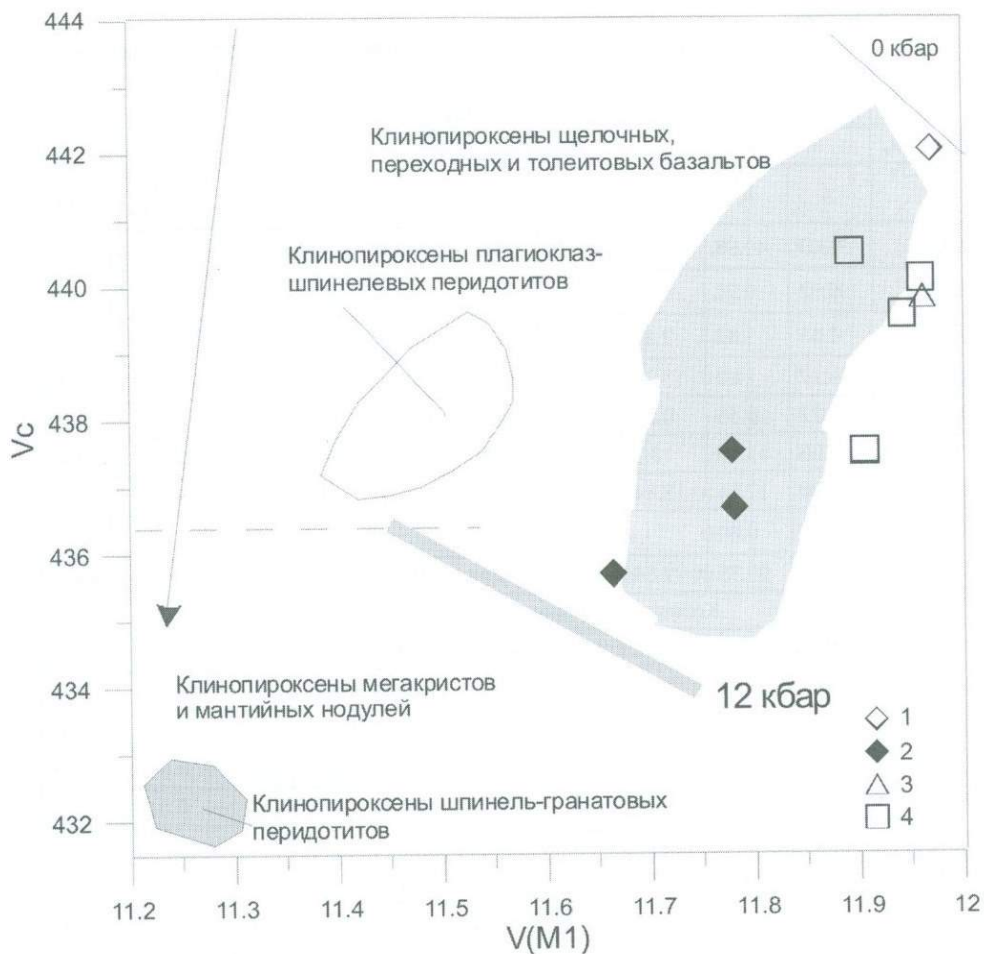 444
442
440
438
436
434
432
Vc
0 кбар
Клинопироксены щелочных,
переходных и толеитовых базальтов
Клинопироксены плагиоклаз-
шпинелевых перидотитов
Клинопироксены мегакристов
и мантийных нодулей
12 кбар
Клинопироксены шпинель-гранатовых
перидотитов
1
2
3
4
11.2 11.3 11.4 11.5 11.6 11.7 11.8 11.9 12
V(M1)